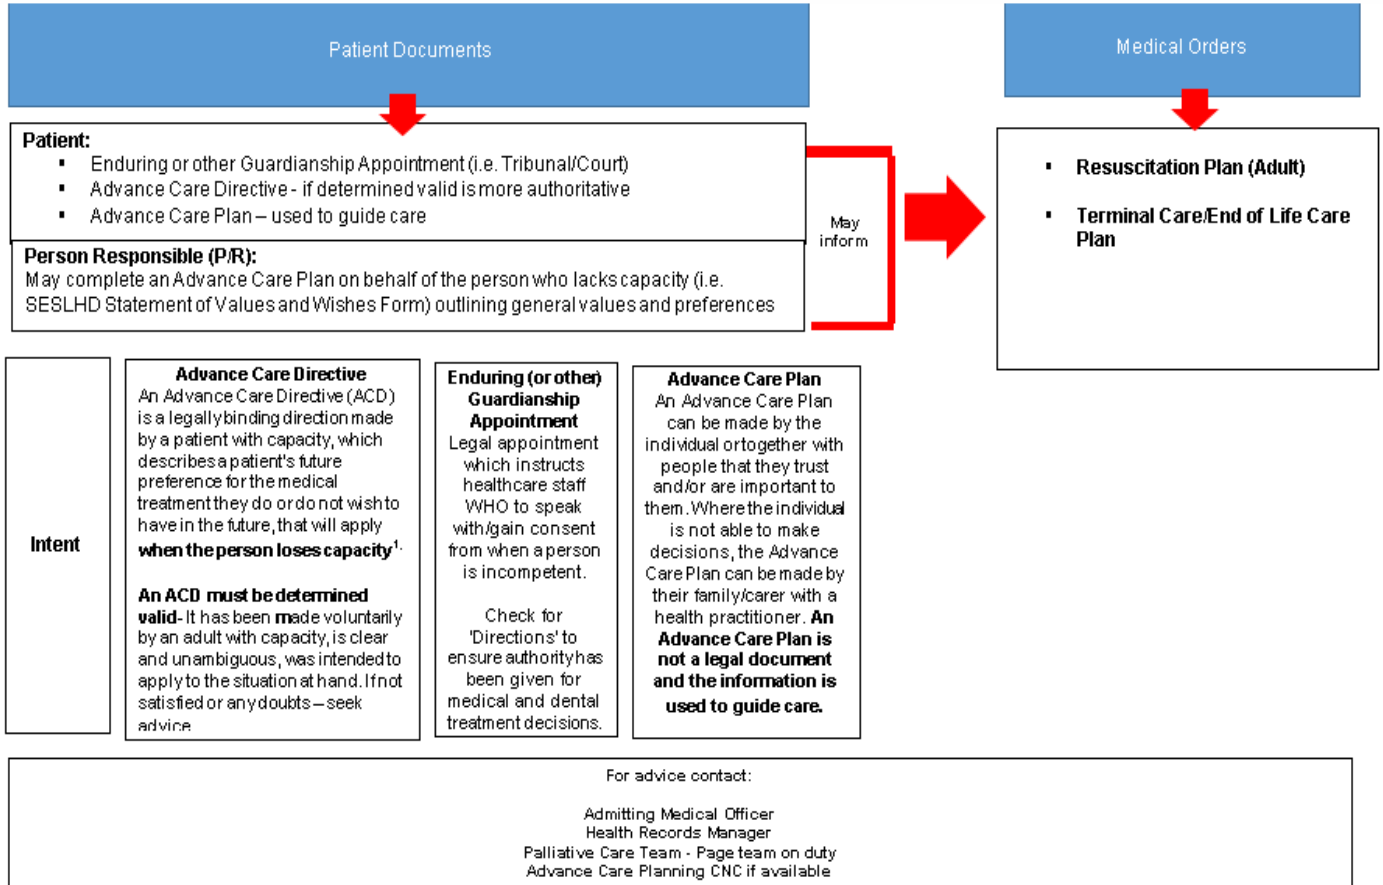 Patient Documents
Medical Orders
Patient:
▪ Enduring or other Guardianship Appointment (i.e. Tribunal/Court)
▪ Advance Care Directive - if determined valid is more authoritative
▪ Advance Care Plan – used to guide care
Person Responsible (P/R):
May complete an Advance Care Plan on behalf of the person who lacks capacity (i.e.
SESLHD Statement of Values and Wishes Form) outlining general values and preferences
May
inform
▪ Resuscitation Plan (Adult)
▪ Terminal Care/End of Life Care
Plan
Intent
Advance Care Directive
An Advance Care Directive (ACD)
is a legally binding direction made
by a patient with capacity, which
describes a patient's future
preference for the medical
treatment they do or do not wish to
have in the future, that will apply
when the person loses capacity¹.
An ACD must be determined
valid- It has been made voluntarily
by an adult with capacity, is clear
and unambiguous, was intended to
apply to the situation at hand. If not
satisfied or any doubts – seek
advice
Enduring (or other)
Guardianship
Appointment
Legal appointment
which instructs
healthcare staff
WHO to speak
with/gain consent
from when a person
is incompetent.
Check for
'Directions' to
ensure authority has
been given for
medical and dental
treatment decisions.
Advance Care Plan
An Advance Care Plan
can be made by the
individual or together with
people that they trust
and/or are important to
them. Where the individual
is not able to make
decisions, the Advance
Care Plan can be made by
their family/carer with a
health practitioner. An
Advance Care Plan is
not a legal document
and the information is
used to guide care.
For advice contact:
Admitting Medical Officer
Health Records Manager
Palliative Care Team - Page team on duty
Advance Care Planning CNC if available